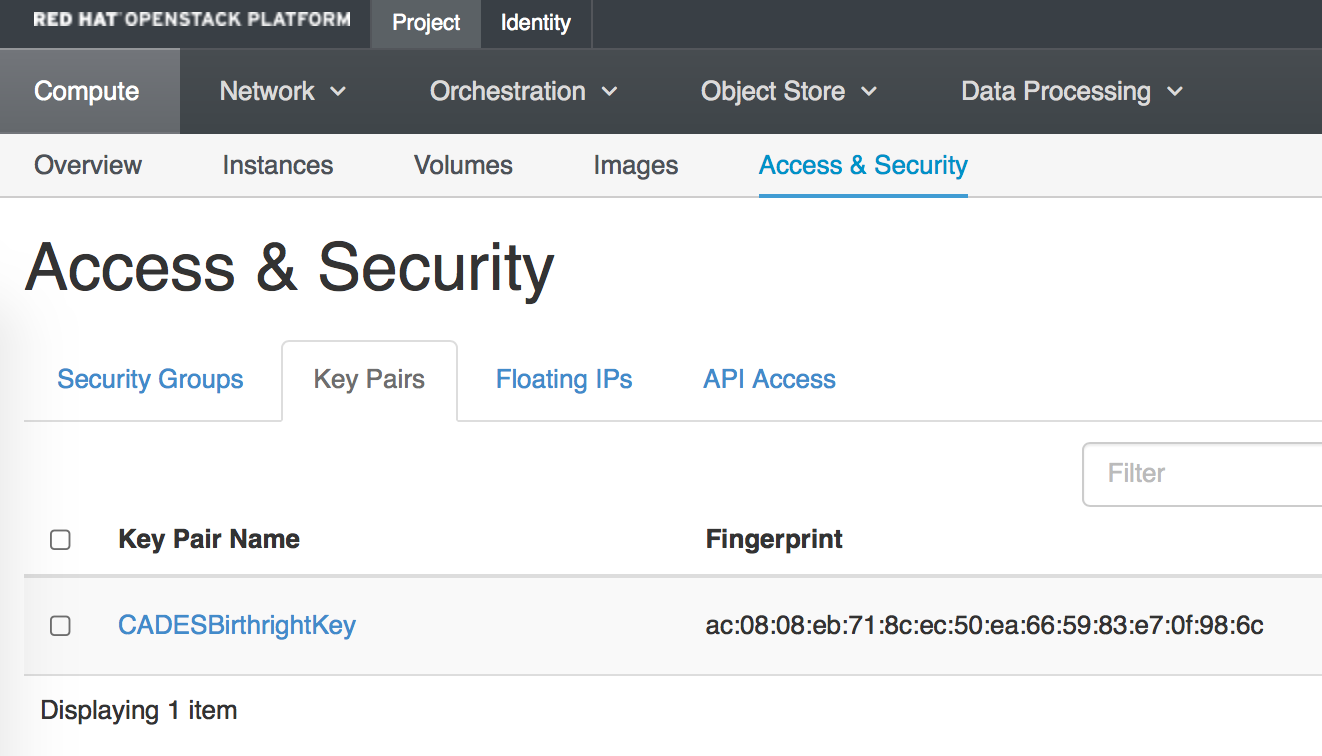 RED HAT OPENSTACK PLATFORM Project Identity
Compute Network Orchestration Object Store Data Processing
Overview Instances Volumes Images Access & Security
Access & Security
Security Groups Key Pairs Floating IPs API Access
Filter
Key Pair Name Fingerprint
CADESBirthrightKey ac:08:08:eb:71:8c:ec:50:ea:66:59:83:e7:0f:98:6c
Displaying 1 item